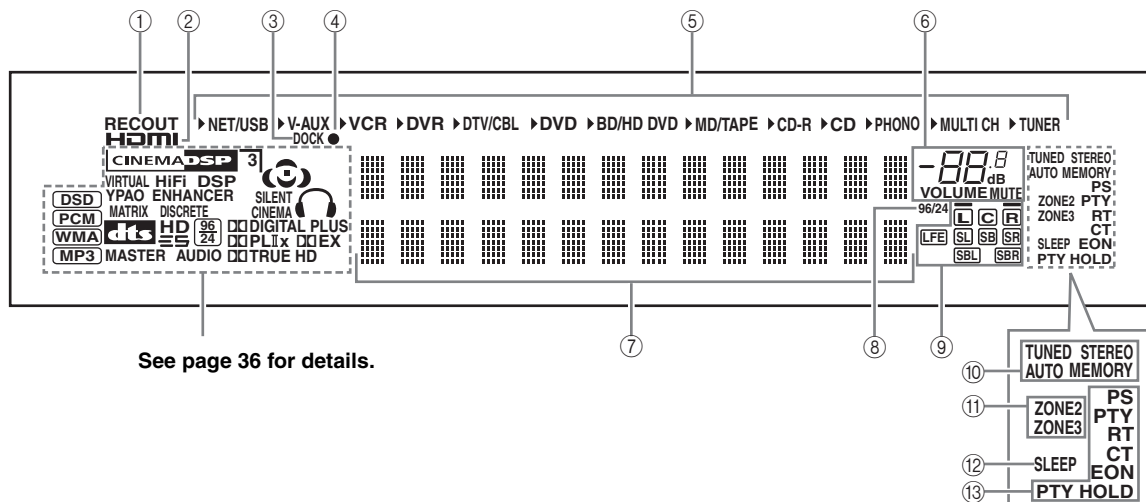 ① ② ③ ④ ⑤ ⑥
RECOUT ▶NET/USB ▶V-AUX ▶VCR ▶DVR ▶DTV/CBL ▶DVD ▶BD/HD DVD ▶MD/TAPE ▶CD-R ▶CD ▶PHONO ▶MULTI CH ▶TUNER
HDMI DOCK ●
CINEMA DSP 3
VIRTUAL HiFi DSP
YPAO ENHANCER
SILENT CINEMA
MATRIX DISCRETE
DSD
PCM
WMA
MP3
dts HD ES 96 24
DIGITAL PLUS
PLⅡx EX
MASTER AUDIO TRUE HD
-88.8 dB
VOLUME MUTE
96/24
L C R
LFE SL SB SR
SBL SBR
TUNED STEREO
AUTO MEMORY
PS
ZONE2 PTY
ZONE3 RT
CT
SLEEP EON
PTY HOLD
See page 36 for details.
⑦ ⑧ ⑨
⑩ TUNED STEREO
AUTO MEMORY
⑪ ZONE2
ZONE3
PS
PTY
RT
CT
EON
⑫ SLEEP
⑬ PTY HOLD